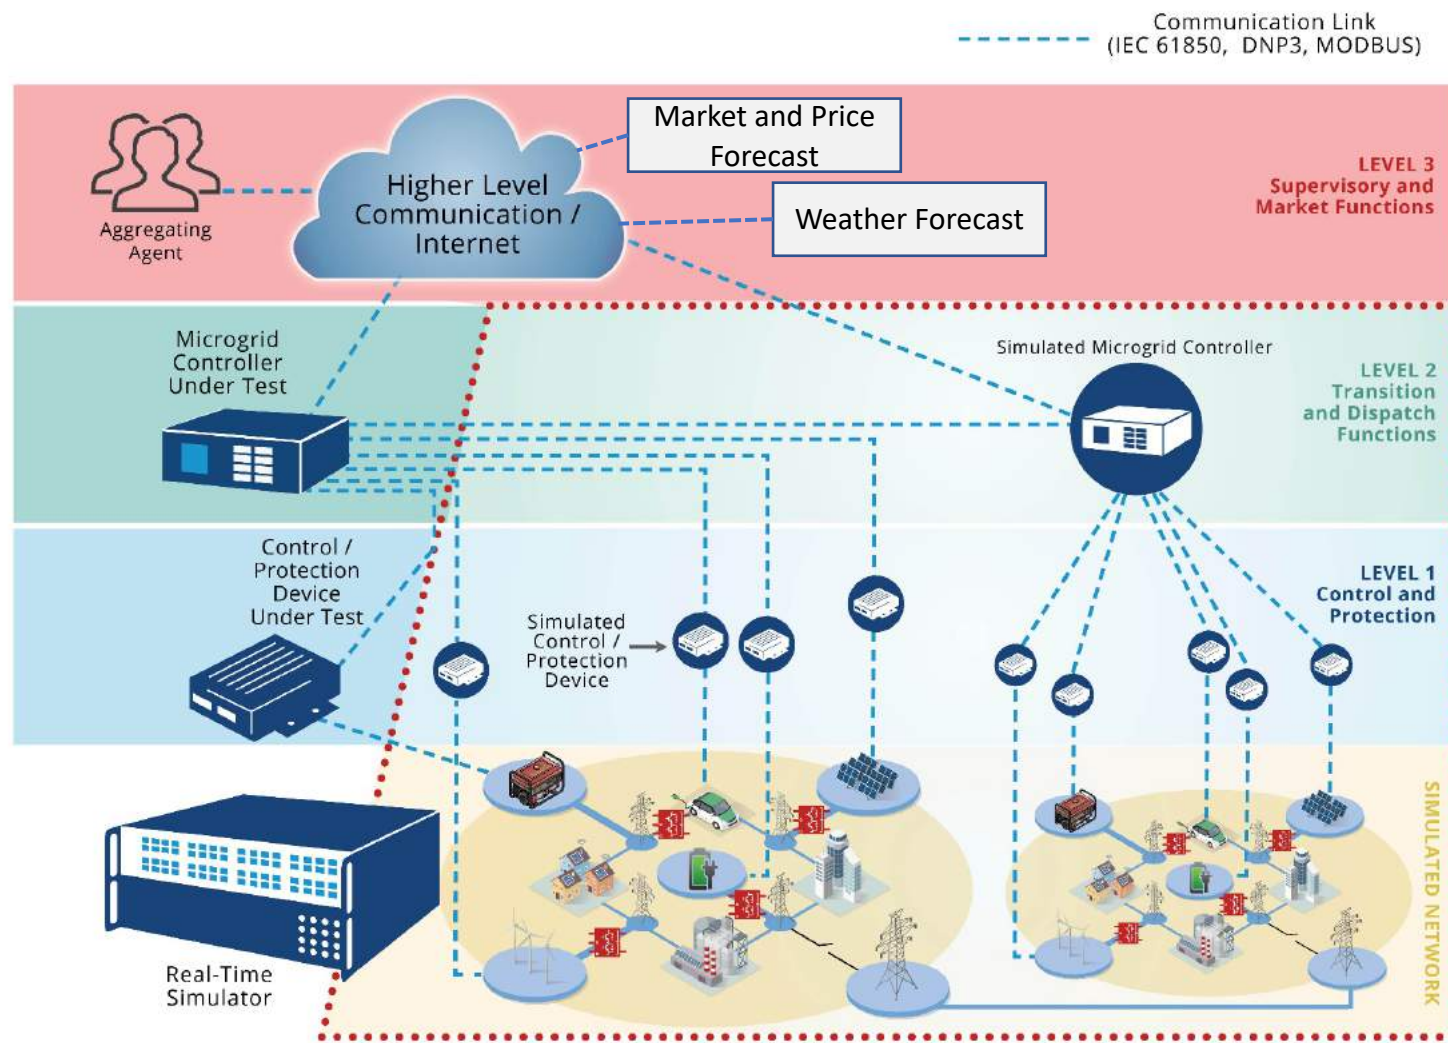 Communication Link
(IEC 61850, DNP3, MODBUS)
Market and Price
Forecast
Higher Level
Communication /
Internet
Weather Forecast
Aggregating
Agent
LEVEL 3
Supervisory and
Market Functions
Microgrid
Controller
Under Test
Simulated Microgrid Controller
LEVEL 2
Transition
and Dispatch
Functions
Control /
Protection
Device
Under Test
Simulated
Control /
Protection
Device
LEVEL 1
Control and
Protection
Real-Time
Simulator
SIMULATED NETWORK